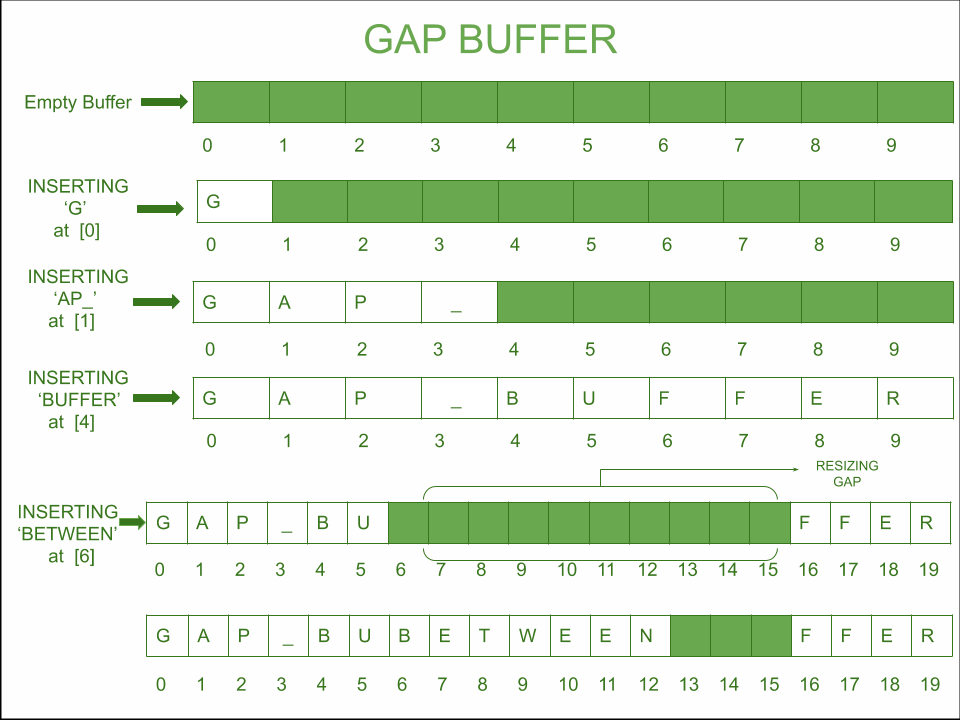 GAP BUFFER
Empty Buffer
0 1 2 3 4 5 6 7 8 9
INSERTING
‘G’
at [0]
G
0 1 2 3 4 5 6 7 8 9
INSERTING
‘AP_’
at [1]
G A P _
0 1 2 3 4 5 6 7 8 9
INSERTING
‘BUFFER’
at [4]
G A P _ B U F F E R
0 1 2 3 4 5 6 7 8 9
RESIZING
GAP
INSERTING
‘BETWEEN’
at [6]
G A P _ B U F F E R
0 1 2 3 4 5 6 7 8 9 10 11 12 13 14 15 16 17 18 19
G A P _ B U B E T W E E N F F E R
0 1 2 3 4 5 6 7 8 9 10 11 12 13 14 15 16 17 18 19